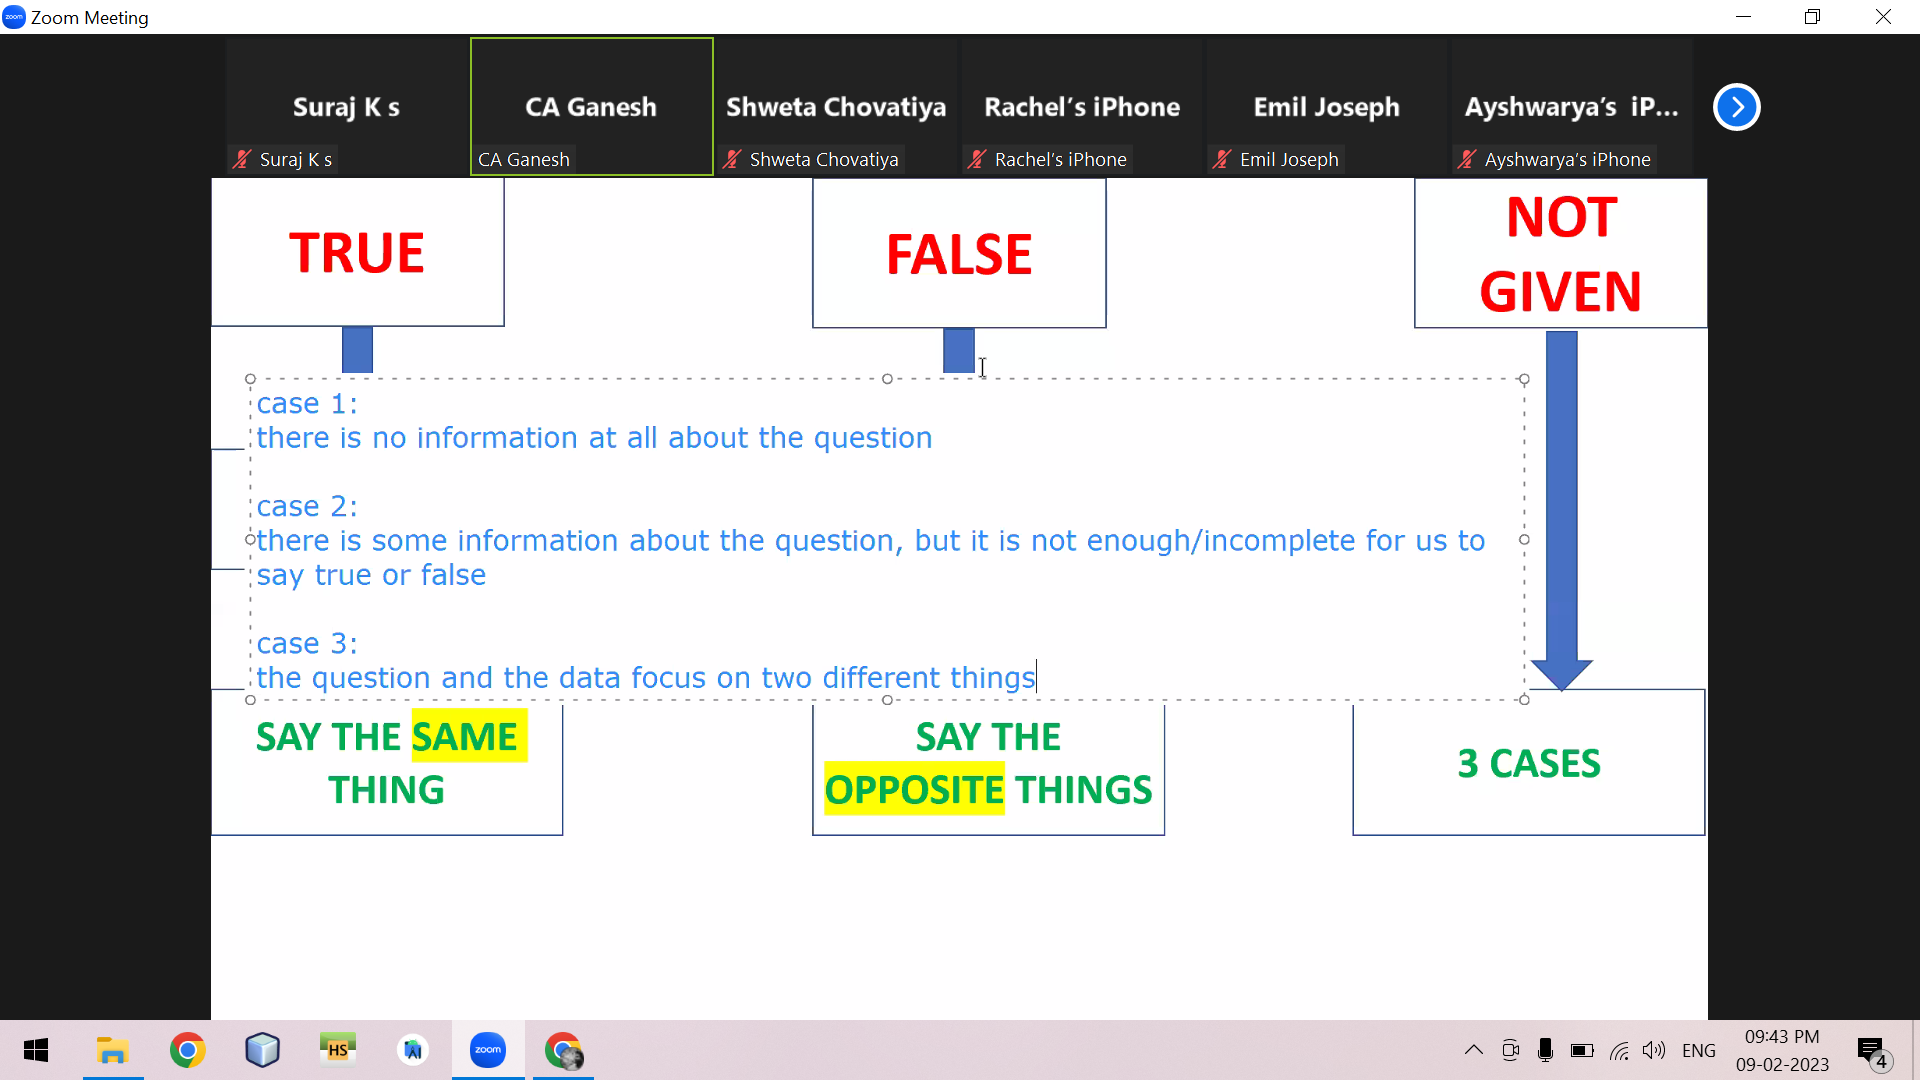 zoom Zoom Meeting
Suraj K s
CA Ganesh
Shweta Chovatiya
Rachel’s iPhone
Emil Joseph
Ayshwarya’s iP...
Suraj K s
CA Ganesh
Shweta Chovatiya
Rachel’s iPhone
Emil Joseph
Ayshwarya’s iPhone
TRUE
FALSE
NOT
GIVEN
case 1:
there is no information at all about the question
case 2:
there is some information about the question, but it is not enough/incomplete for us to
say true or false
case 3:
the question and the data focus on two different things
SAY THE SAME
THING
SAY THE
OPPOSITE THINGS
3 CASES
HS
zoom
ENG
09:43 PM
09-02-2023
4